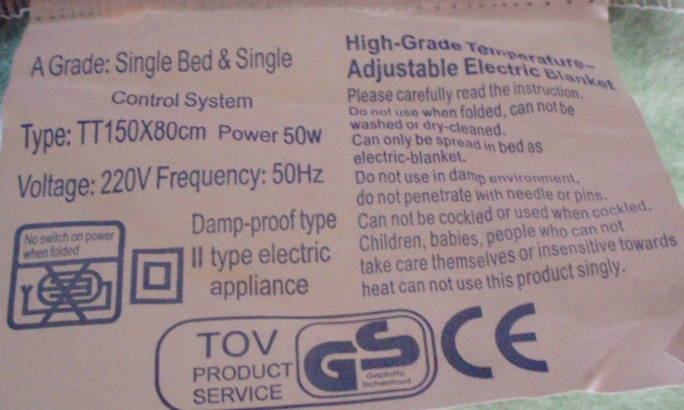 A Grade: Single Bed & Single
Control System
Type: TT150X80cm Power 50w
Voltage: 220V Frequency: 50Hz
No switch on power
when folded
Damp-proof type
II type electric
appliance
High-Grade Temperature-
Adjustable Electric Blanket
Please carefully read the instruction.
Do not use when folded, can not be
washed or dry-cleaned.
Can only be spread in bed as
electric-blanket.
Do not use in damp environment,
do not penetrate with needle or pins.
Can not be cockled or used when cockled.
Children, babies, people who can not
take care themselves or insensitive towards
heat can not use this product singly.
TOV
PRODUCT
SERVICE
GS
CE